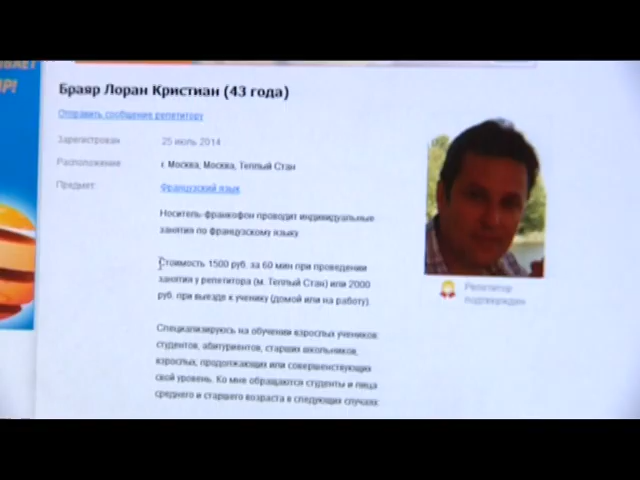 Браяр Лоран Кристиан (43 года)
Отправить сообщение репетитору
Зарегистрирован 25 июль 2014
Расположение г. Москва, Москва, Теплый Стан
Предмет: Французский язык
Носитель-франкофон проводит индивидуальные
занятия по французскому языку.
Стоимость 1500 руб. за 60 мин при проведении
занятия у репетитора (м. Теплый Стан) или 2000
руб. при выезде к ученику (домой или на работу).
Репетитор
подтвержден
Специализируюсь на обучении взрослых учеников:
студентов, абитуриентов, старших школьников,
взрослых, продолжающих или совершенствующих
свой уровень. Ко мне обращаются студенты и лица
среднего и старшего возраста в следующих случаях: